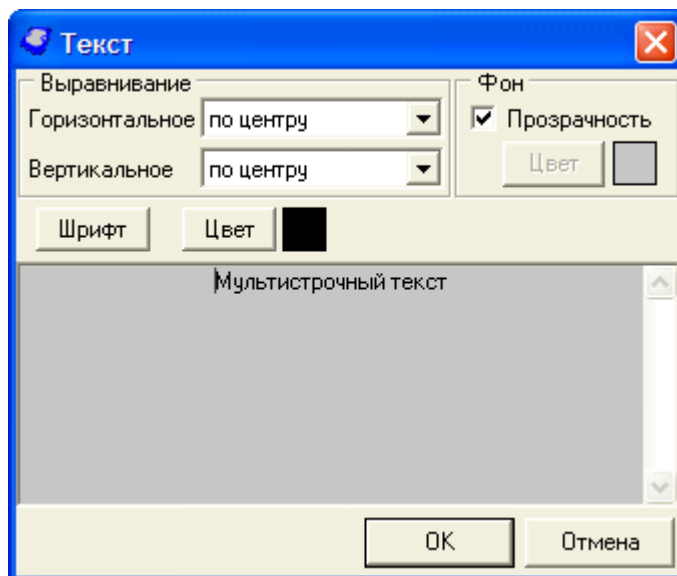 Текст
Выравнивание
Фон
Горизонтальное по центру
Прозрачность
Вертикальное по центру
Цвет
Шрифт Цвет
Мультистрочный текст
OK Отмена